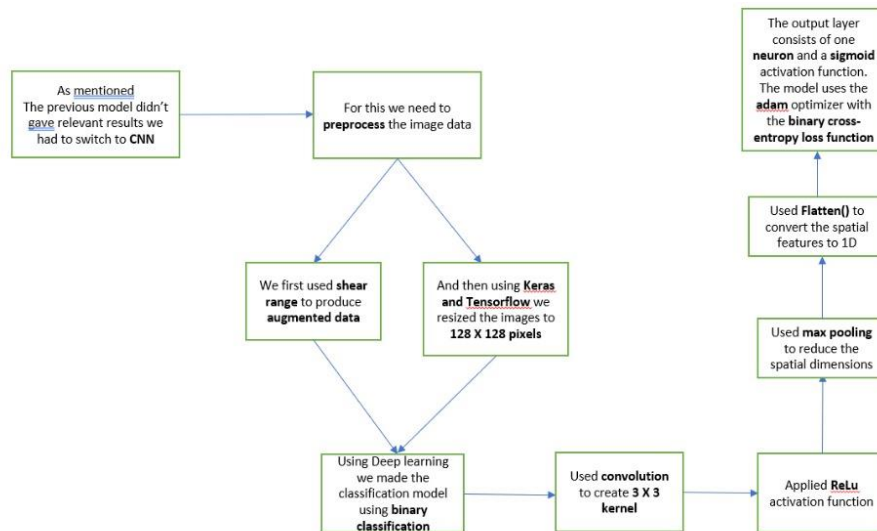 As mentioned
The previous model didn't
gave relevant results we
had to switch to CNN
For this we need to
preprocess the image data
We first used shear
range to produce
augmented data
And then using Keras
and Tensorflow we
resized the images to
128 X 128 pixels
Using Deep learning
we made the
classification model
using binary
classification
Used convolution
to create 3 X 3
kernel
Applied ReLu
activation function
Used max pooling
to reduce the
spatial dimensions
Used Flatten() to
convert the spatial
features to 1D
The output layer
consists of one
neuron and a sigmoid
activation function.
The model uses the
adam optimizer with
the binary cross-
entropy loss function